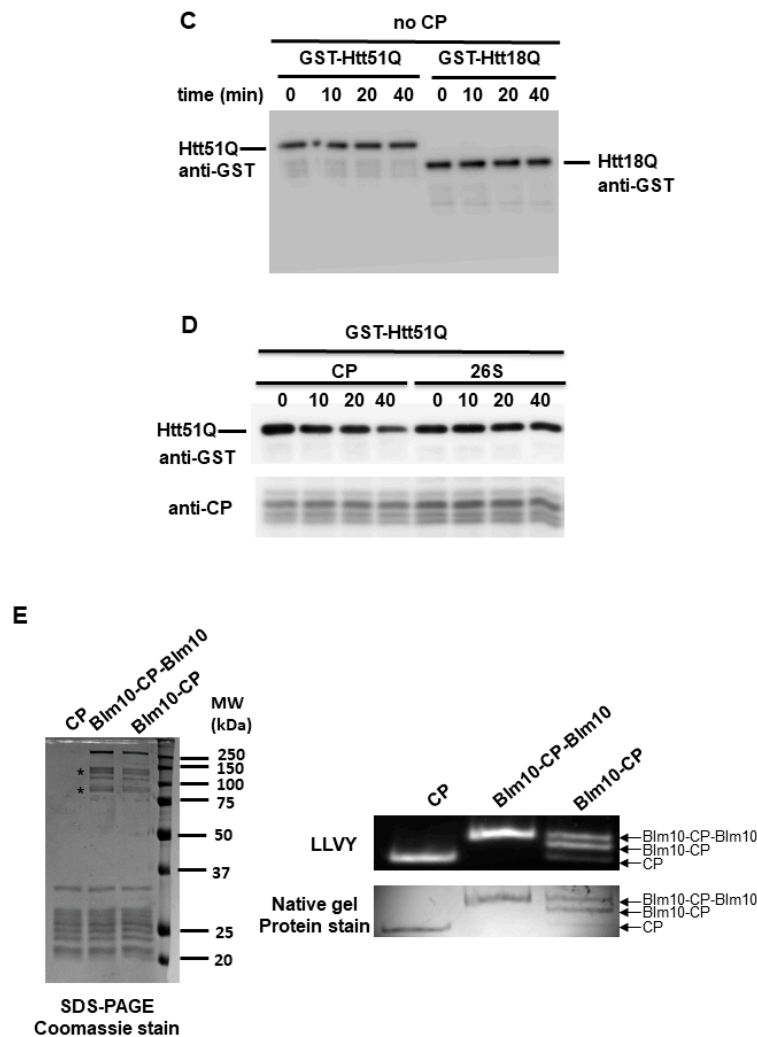 C
no CP
GST-Htt51Q GST-Htt18Q
time (min) 0 10 20 40 0 10 20 40
Htt51Q
anti-GST
Htt18Q
anti-GST
D
GST-Htt51Q
CP 26S
0 10 20 40 0 10 20 40
Htt51Q
anti-GST
anti-CP
E
CP
Blm10-CP-Blm10
Blm10-CP
MW
(kDa)
250
150
100
75
50
37
25
20
*
*
SDS-PAGE
Coomassie stain
CP
Blm10-CP-Blm10
Blm10-CP
LLVY
Blm10-CP-Blm10
Blm10-CP
CP
Native gel
Protein stain
Blm10-CP-Blm10
Blm10-CP
CP